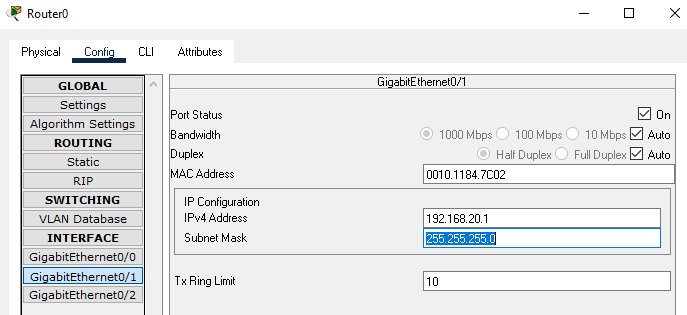 Router0
Physical Config CLI Attributes
GLOBAL
Settings
Algorithm Settings
ROUTING
Static
RIP
SWITCHING
VLAN Database
INTERFACE
GigabitEthernet0/0
GigabitEthernet0/1
GigabitEthernet0/2
GigabitEthernet0/1
Port Status On
Bandwidth 1000 Mbps 100 Mbps 10 Mbps Auto
Duplex Half Duplex Full Duplex Auto
MAC Address 0010.1184.7C02
IP Configuration
IPv4 Address 192.168.20.1
Subnet Mask 255.255.255.0
Tx Ring Limit 10